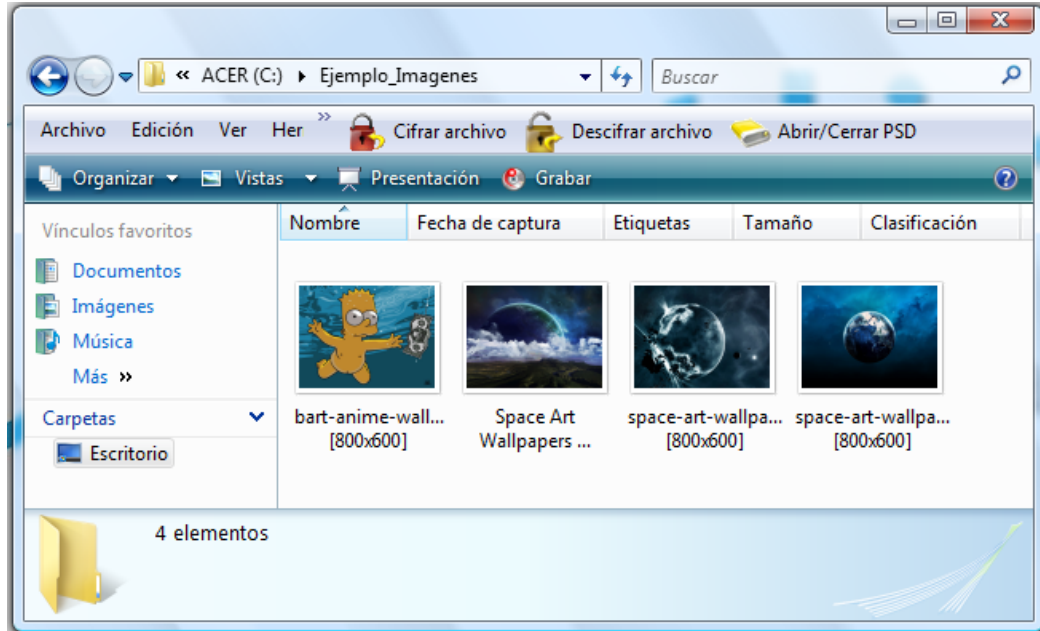 « ACER (C:) ▸ Ejemplo_Imagenes Buscar
Archivo Edición Ver Her » Cifrar archivo Descifrar archivo Abrir/Cerrar PSD
Organizar Vistas Presentación Grabar
Vínculos favoritos Nombre Fecha de captura Etiquetas Tamaño Clasificación
Documentos
Imágenes
Música
Más »
Carpetas
Escritorio
bart-anime-wall... Space Art space-art-wallpa... space-art-wallpa...
[800x600] Wallpapers ... [800x600] [800x600]
4 elementos